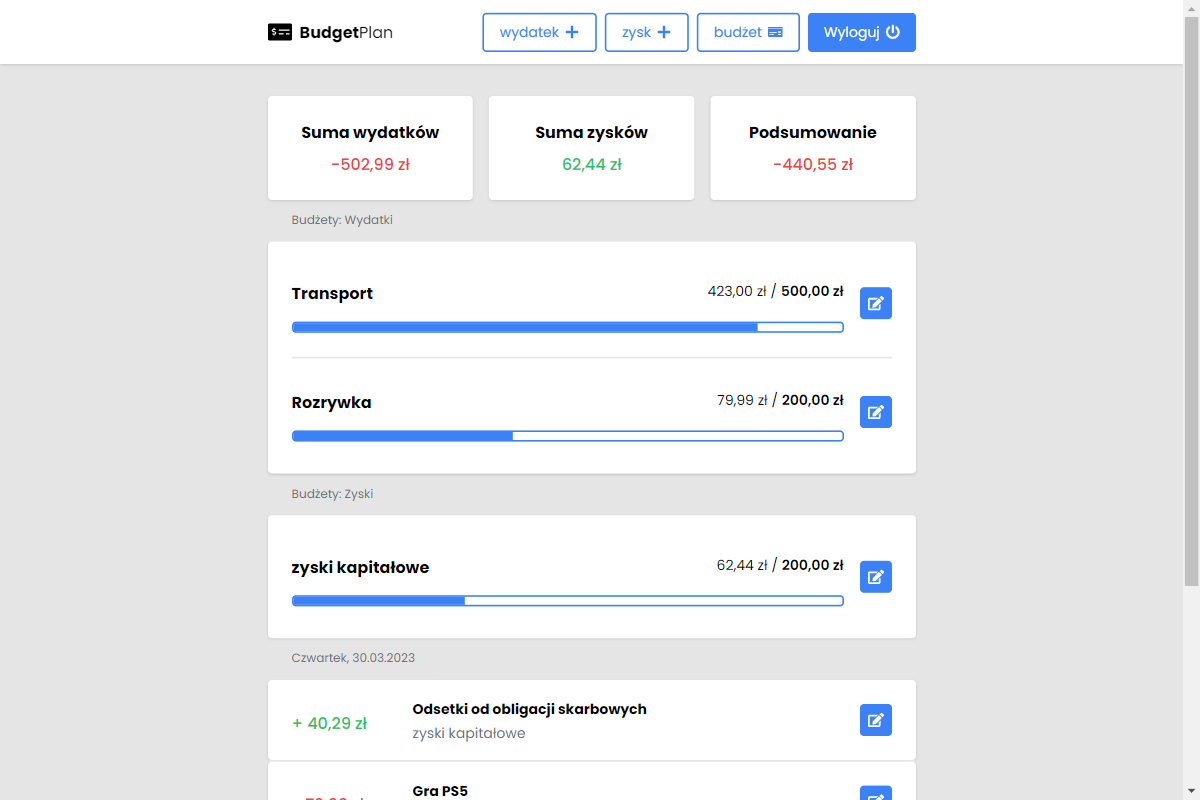 BudgetPlan
wydatek
zysk
budżet
Wyloguj
Suma wydatków
-502,99 zł
Suma zysków
62,44 zł
Podsumowanie
-440,55 zł
Budżety: Wydatki
Transport
423,00 zł / 500,00 zł
Rozrywka
79,99 zł / 200,00 zł
Budżety: Zyski
zyski kapitałowe
62,44 zł / 200,00 zł
Czwartek, 30.03.2023
+ 40,29 zł
Odsetki od obligacji skarbowych
zyski kapitałowe
Gra PS5